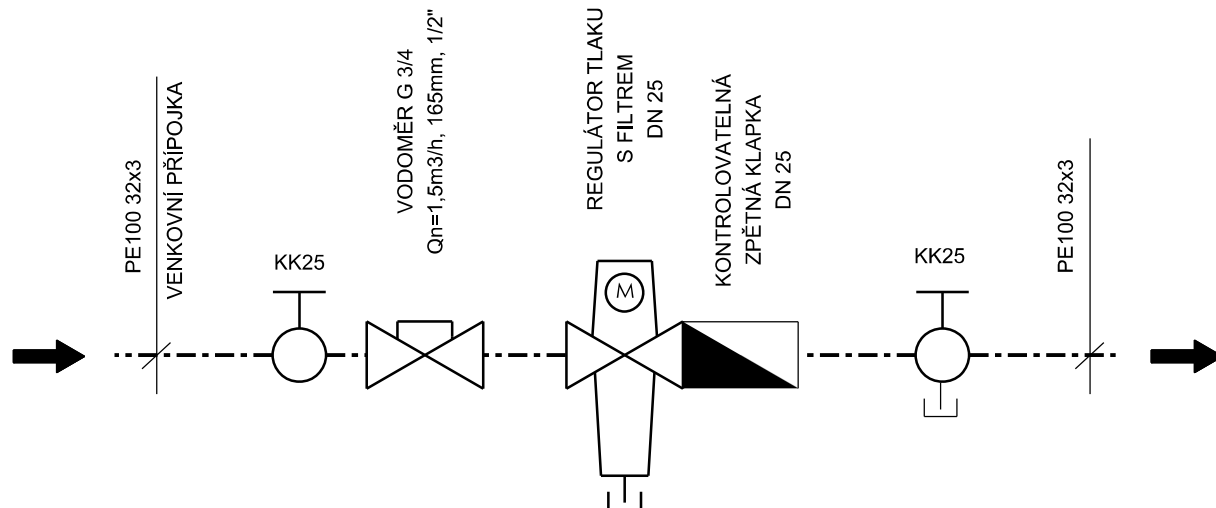 PE100 32x3
VENKOVNÍ PŘÍPOJKA
KK25
VODOMĚR G 3/4
Qn=1,5m3/h, 165mm, 1/2"
REGULÁTOR TLAKU
S FILTREM
DN 25
M
KONTROLOVATELNÁ
ZPĚTNÁ KLAPKA
DN 25
KK25
PE100 32x3